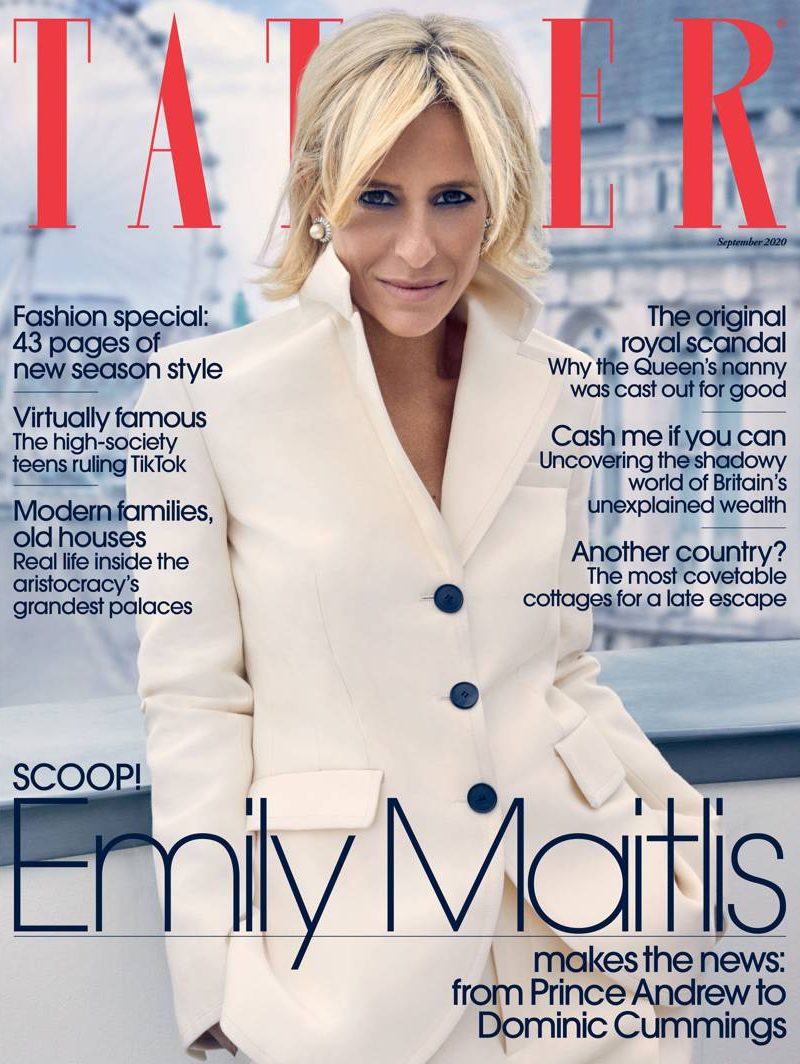 TATLER
September 2020
Fashion special:
43 pages of
new season style
Virtually famous
The high-society
teens ruling TikTok
Modern families,
old houses
Real life inside the
aristocracy's
grandest palaces
The original
royal scandal
Why the Queen's nanny
was cast out for good
Cash me if you can
Uncovering the shadowy
world of Britain's
unexplained wealth
Another country?
The most covetable
cottages for a late escape
SCOOP!
Emily Maitlis
makes the news:
from Prince Andrew to
Dominic Cummings